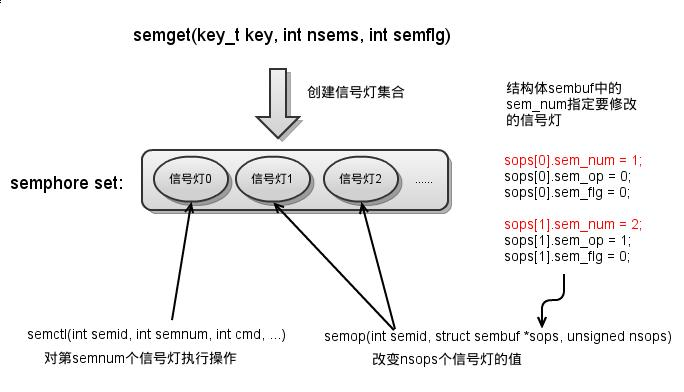 semget(key_t key, int nsems, int semflg)
创建信号灯集合
结构体sembuf中的
sem_num指定要修改
的信号灯
semphore set:
信号灯0
信号灯1
信号灯2
......
sops[0].sem_num = 1;
sops[0].sem_op = 0;
sops[0].sem_flg = 0;
sops[1].sem_num = 2;
sops[1].sem_op = 1;
sops[1].sem_flg = 0;
semctl(int semid, int semnum, int cmd, ...)
对第semnum个信号灯执行操作
semop(int semid, struct sembuf *sops, unsigned nsops)
改变nsops个信号灯的值